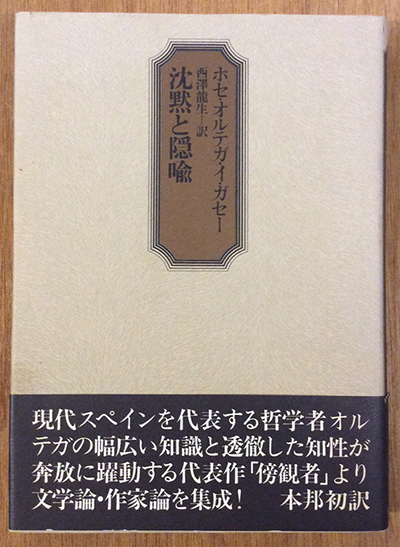 ホセ・オルテガ・イ・ガセー
西澤龍生―訳
沈黙と隠喩
現代スペインを代表する哲学者オル
テガの幅広い知識と透徹した知性が
奔放に躍動する代表作「傍観者」より
文学論・作家論を集成! 本邦初訳